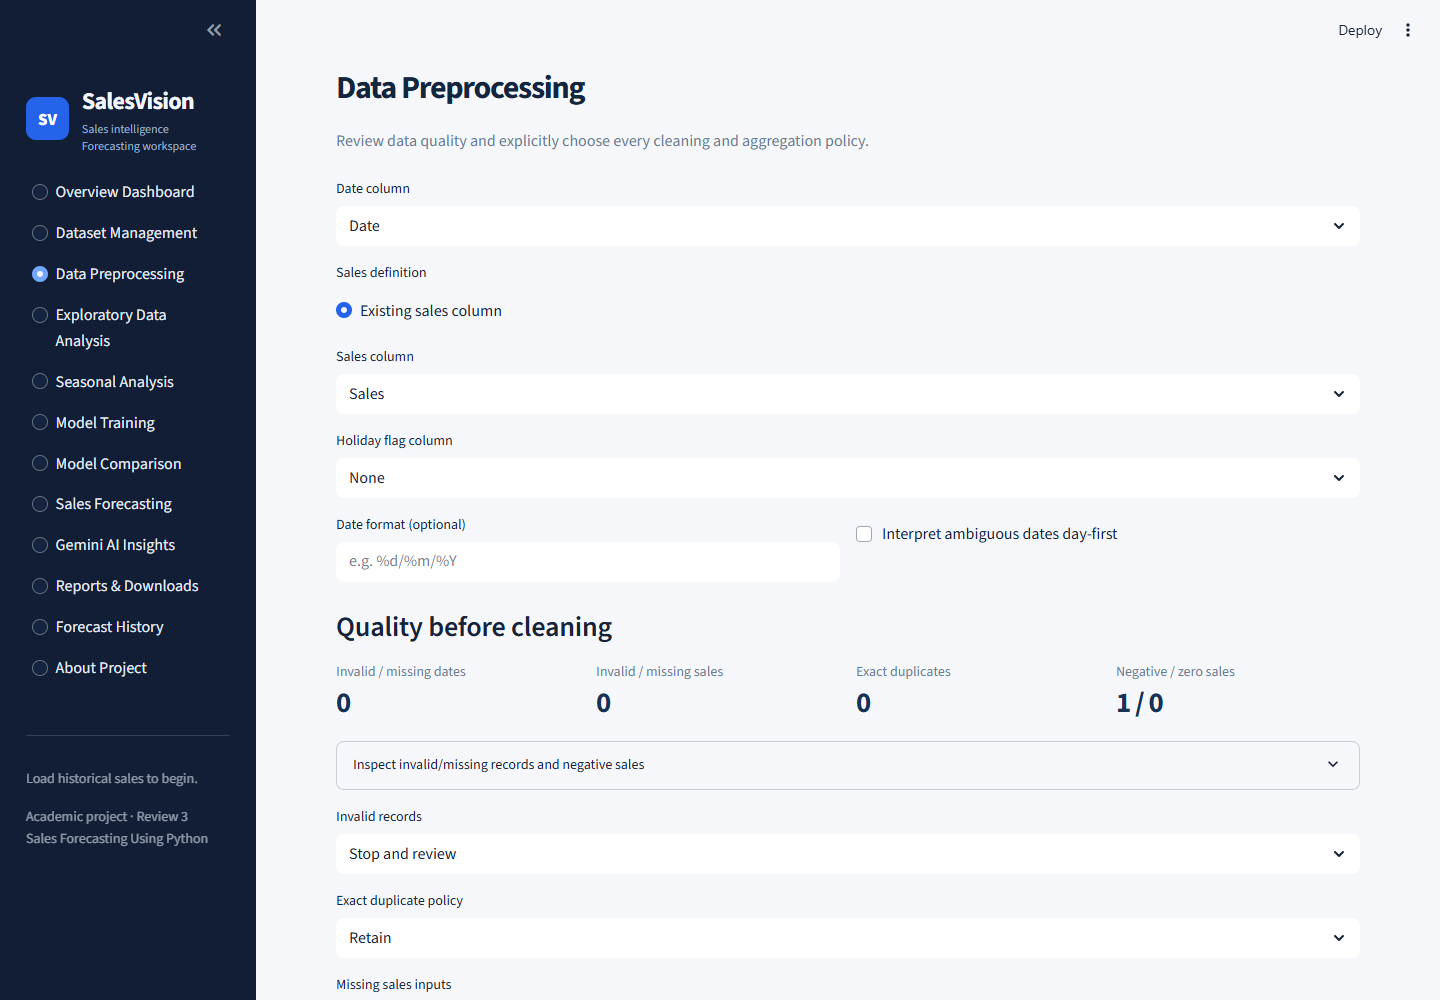 Deploy
SV
SalesVision
Sales intelligence
Forecasting workspace
Overview Dashboard
Dataset Management
Data Preprocessing
Exploratory Data
Analysis
Seasonal Analysis
Model Training
Model Comparison
Sales Forecasting
Gemini AI Insights
Reports & Downloads
Forecast History
About Project
Load historical sales to begin.
Academic project · Review 3
Sales Forecasting Using Python
Data Preprocessing
Review data quality and explicitly choose every cleaning and aggregation policy.
Date column
Date
Sales definition
Existing sales column
Sales column
Sales
Holiday flag column
None
Date format (optional)
e.g. %d/%m/%Y
Interpret ambiguous dates day-first
Quality before cleaning
Invalid / missing dates
0
Invalid / missing sales
0
Exact duplicates
0
Negative / zero sales
1 / 0
Inspect invalid/missing records and negative sales
Invalid records
Stop and review
Exact duplicate policy
Retain
Missing sales inputs